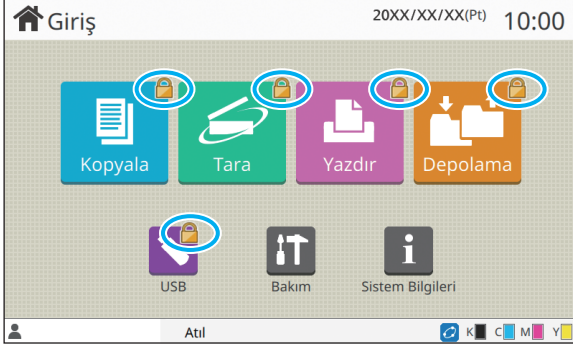 Giriş
20XX/XX/XX(Pt) 10:00
Kopyala Tara Yazdır Depolama
USB Bakım Sistem Bilgileri
Atıl K C M Y